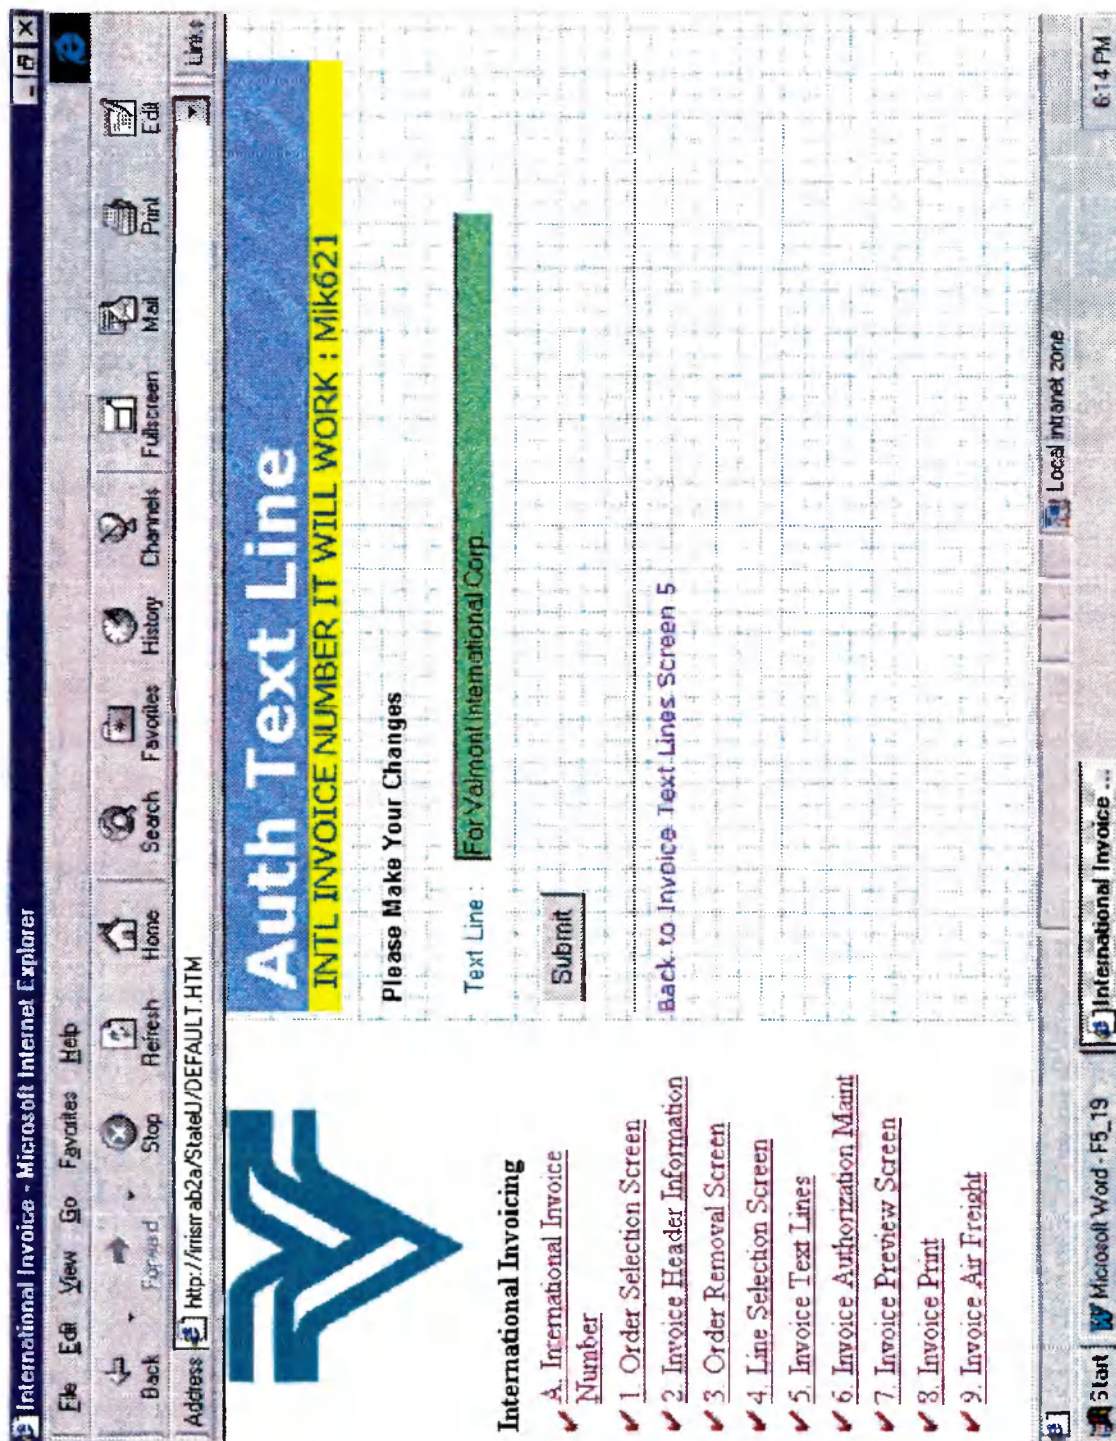 International Invoice - Microsoft Internet Explorer
File Edit View Go Favorites Help
Back Forward Stop Refresh Home Search Favorites History Channels Fullscreen Mail Print Edit
Address http://irisrrab2a/StateU/DEFAULT.HTM Links
International Invoicing
A. International Invoice
Number
1. Order Selection Screen
2. Invoice Header Information
3. Order Removal Screen
4. Line Selection Screen
5. Invoice Text Lines
6. Invoice Authorization Maint
7. Invoice Preview Screen
8. Invoice Print
9. Invoice Air Freight
Auth Text Line
INTL INVOICE NUMBER IT WILL WORK : Mik621
Please Make Your Changes
Text Line : For Valmont International Corp.
Submit
Back to Invoice Text Lines Screen 5
Local intranet zone
Start Microsoft Word - F5_19 International Invoice ... 6:14 PM